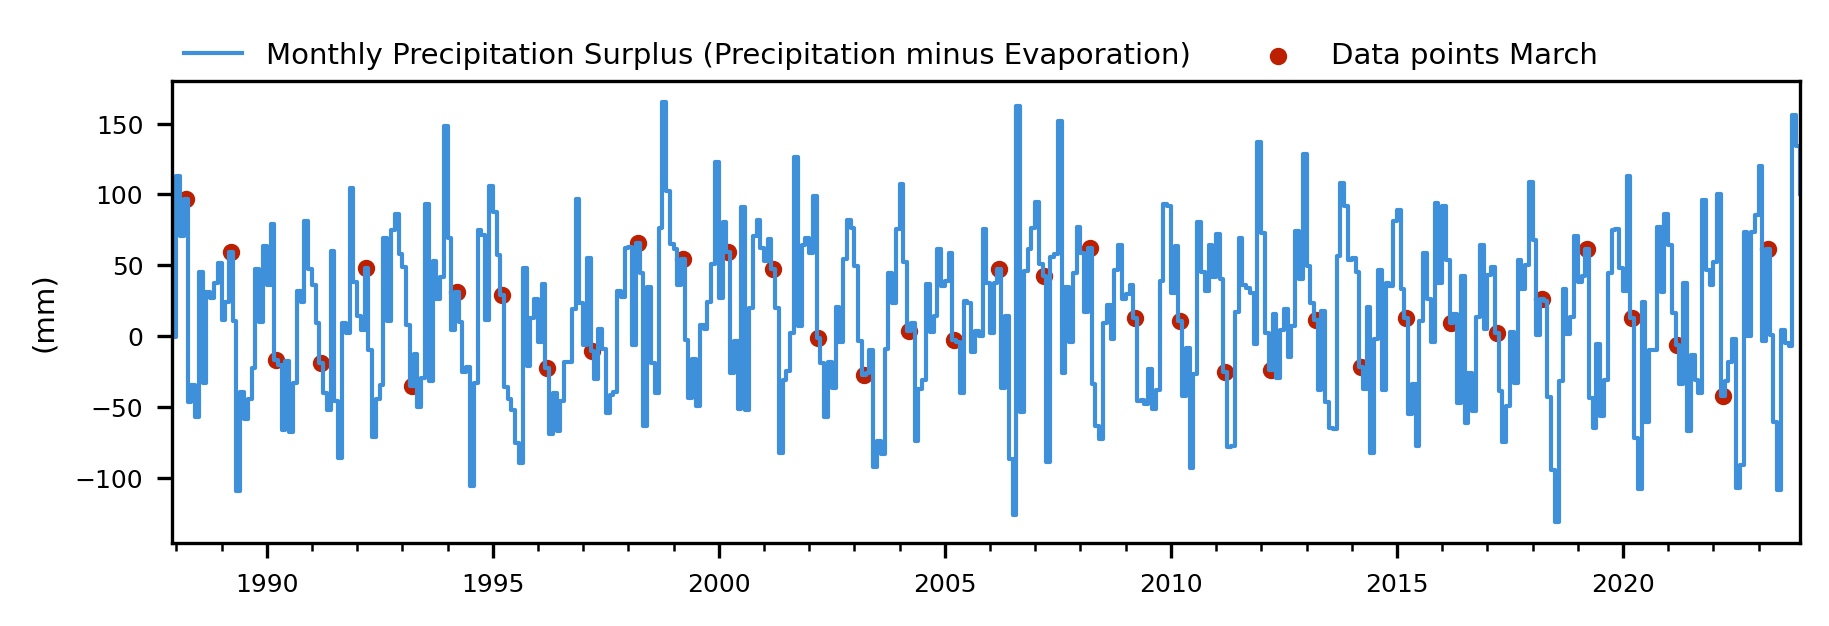 Monthly Precipitation Surplus (Precipitation minus Evaporation) Data points March
150
100
50
0
−50
−100
(mm)
1990 1995 2000 2005 2010 2015 2020